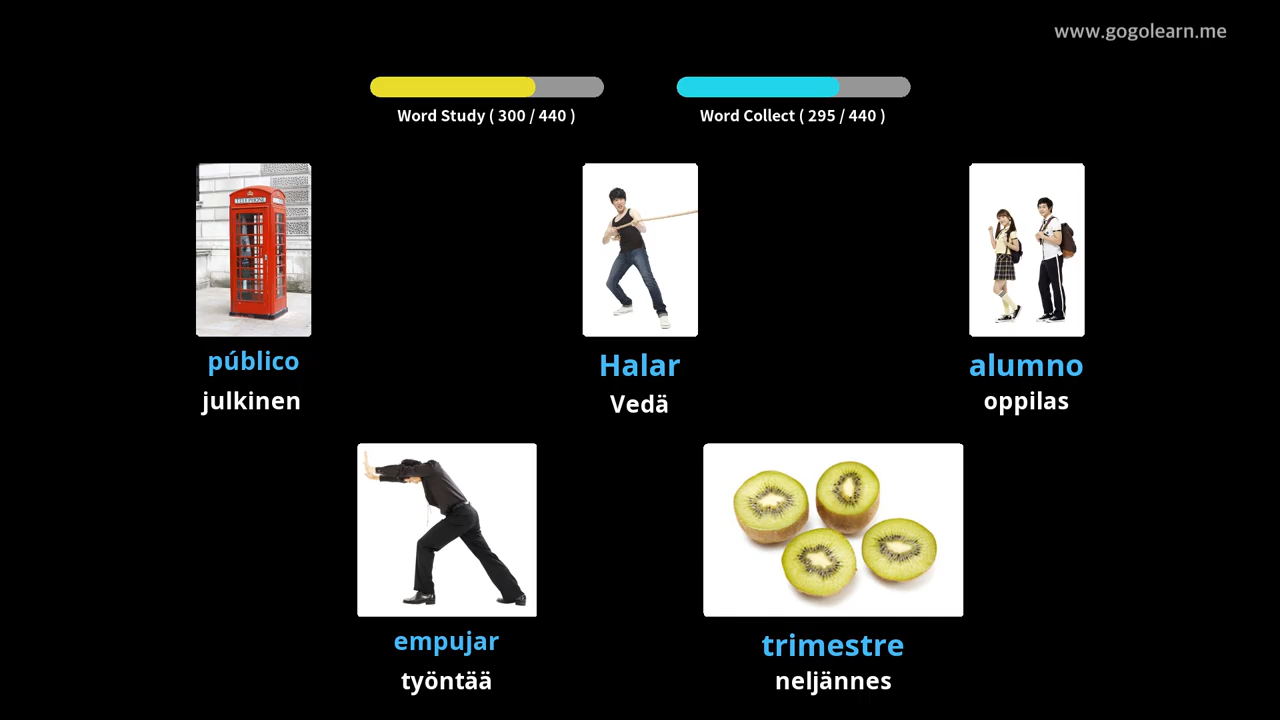 www.gogolearn.me
Word Study ( 300 / 440 )
Word Collect ( 295 / 440 )
TELEPHONE
público
Halar
alumno
julkinen
Vedä
oppilas
empujar
trimestre
työntää
neljännes